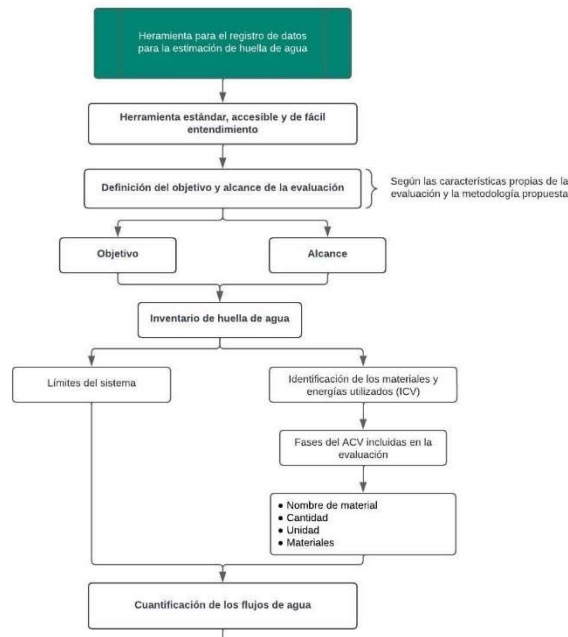 Heramienta para el registro de datos
para la estimación de huella de agua
Herramienta estándar, accesible y de fácil
entendimiento
Definición del objetivo y alcance de la evaluación
Según las características propias de la
evaluación y la metodología propuesta
Objetivo
Alcance
Inventario de huella de agua
Límites del sistema
Identificación de los materiales y
energías utilizados (ICV)
Fases del ACV incluidas en la
evaluación
● Nombre de material
● Cantidad
● Unidad
● Materiales
Cuantificación de los flujos de agua